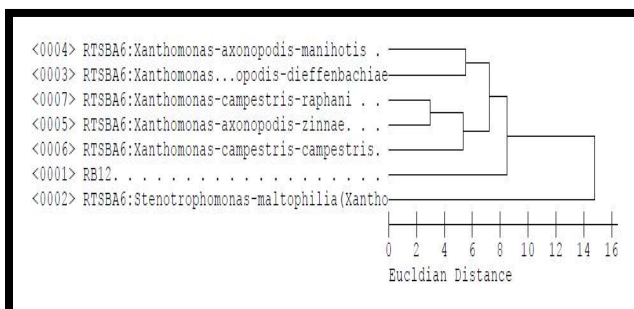 <0004> RTSBA6:Xanthomonas-axonopodis-manihotis .
<0003> RTSBA6:Xanthomonas...opodis-dieffenbachiae
<0007> RTSBA6:Xanthomonas-campestris-raphani . .
<0005> RTSBA6:Xanthomonas-axonopodis-zinnae. . .
<0006> RTSBA6:Xanthomonas-campestris-campestris.
<0001> RB12. . . . . . . . . . . . . . . . . . .
<0002> RTSBA6:Stenotrophomonas-maltophilia(Xantho
0 2 4 6 8 10 12 14 16
Eucldian Distance